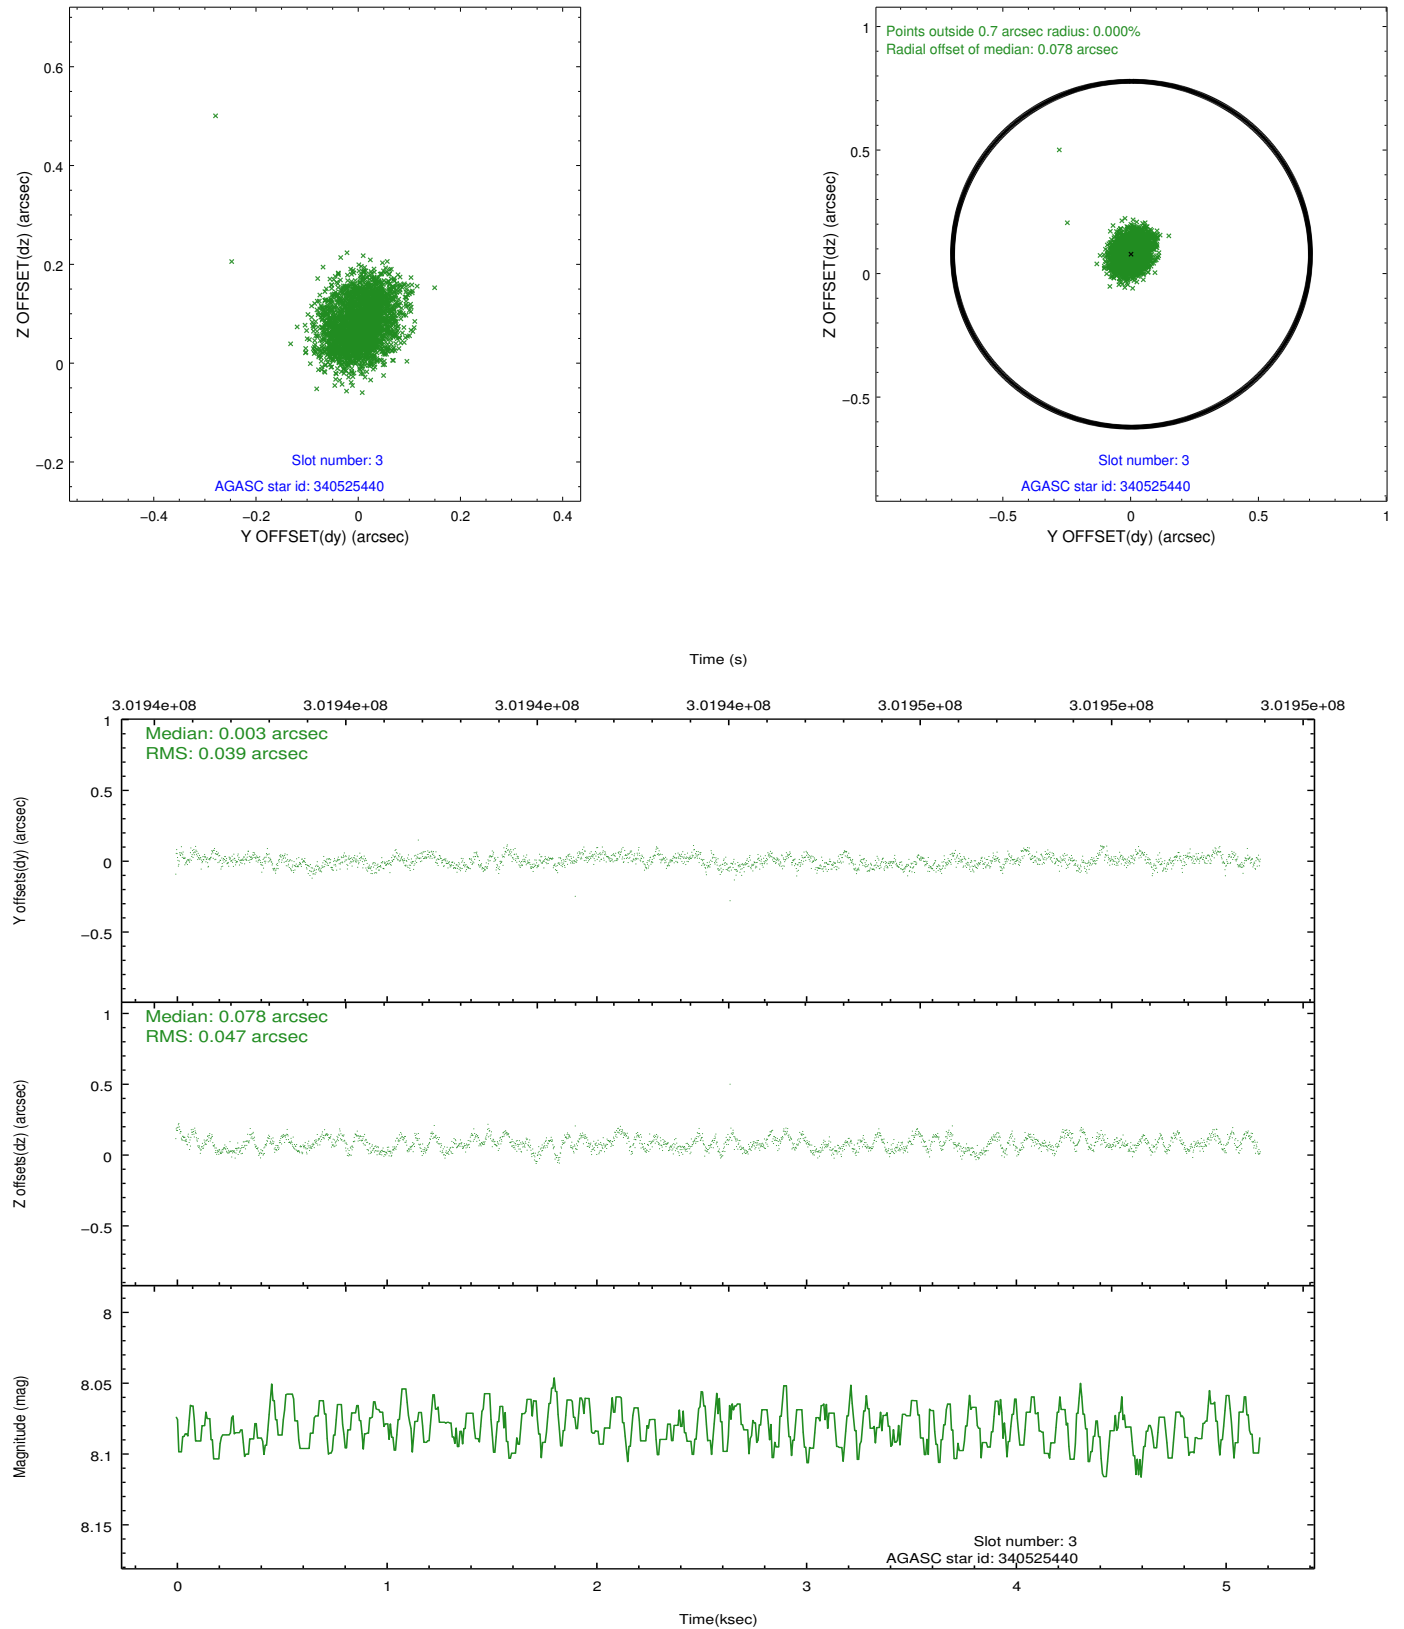 0.6
0.4
0.2
0
−0.2
−0.4
−0.2
0
0.2
0.4
Z OFFSET(dz) (arcsec)
Y OFFSET(dy) (arcsec)
Slot number: 3
AGASC star id: 340525440
Points outside 0.7 arcsec radius: 0.000%
Radial offset of median: 0.078 arcsec
1
0.5
0
−0.5
−0.5
0
0.5
1
Z OFFSET(dz) (arcsec)
Y OFFSET(dy) (arcsec)
Slot number: 3
AGASC star id: 340525440
Time (s)
3.0194e+08 3.0194e+08 3.0194e+08 3.0194e+08 3.0195e+08 3.0195e+08 3.0195e+08
Median: 0.003 arcsec
RMS: 0.039 arcsec
1
0.5
0
−0.5
Y offsets(dy) (arcsec)
Median: 0.078 arcsec
RMS: 0.047 arcsec
1
0.5
0
−0.5
Z offsets(dz) (arcsec)
8
8.05
8.1
8.15
Magnitude (mag)
Slot number: 3
AGASC star id: 340525440
0 1 2 3 4 5
Time(ksec)